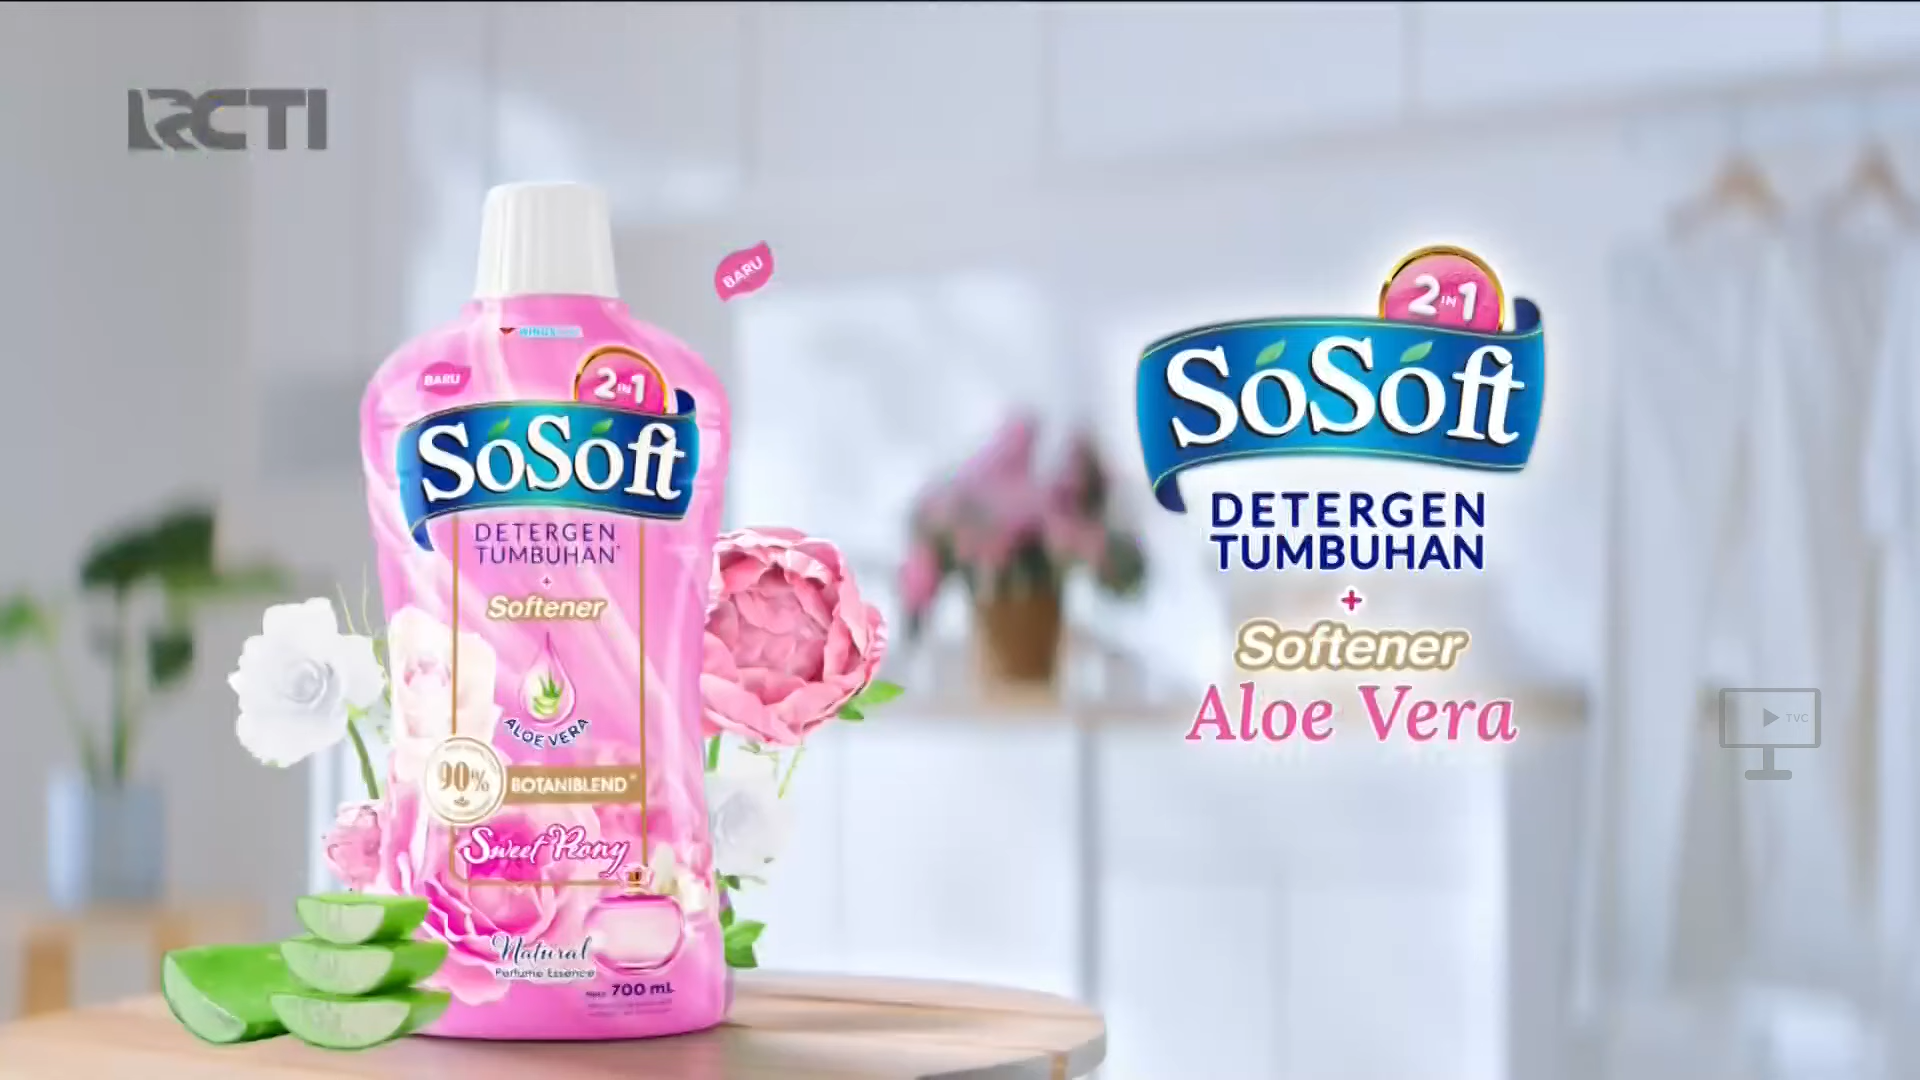 RCTI
BARU
WINGS
BARU
2 IN 1
SoSoft
DETERGEN
TUMBUHAN*
+
Softener
ALOE VERA
90%
BOTANIBLEND
Sweet Peony
Natural
Perfume Essence
700 mL
2 IN 1
SoSoft
DETERGEN
TUMBUHAN
+
Softener
Aloe Vera
TVC